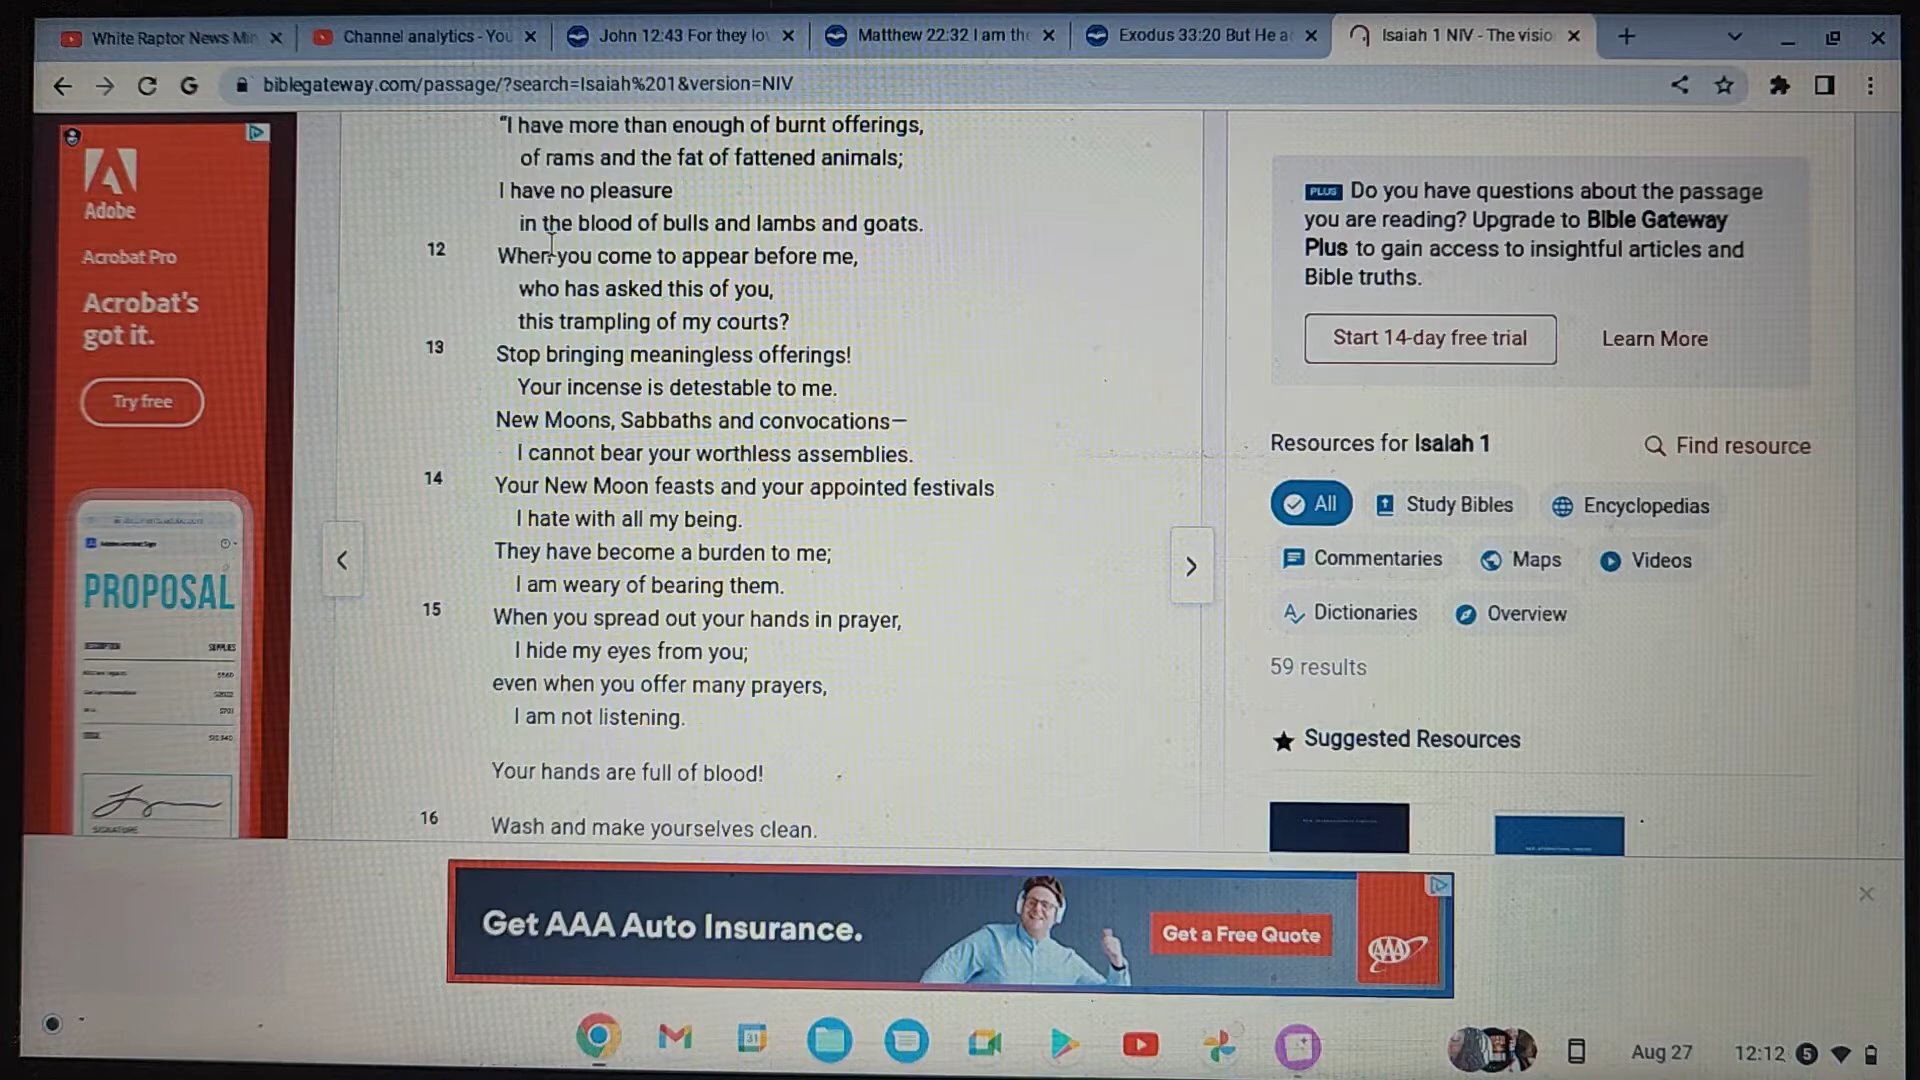 White Raptor News Min
Channel analytics - You
John 12:43 For they lo
Matthew 22:32 I am the
Exodus 33:20 But He a
Isaiah 1 NIV - The visio
biblegateway.com/passage/?search=Isaiah%201&version=NIV
"I have more than enough of burnt offerings,
of rams and the fat of fattened animals;
I have no pleasure
in the blood of bulls and lambs and goats.
12 When you come to appear before me,
who has asked this of you,
this trampling of my courts?
13 Stop bringing meaningless offerings!
Your incense is detestable to me.
New Moons, Sabbaths and convocations—
I cannot bear your worthless assemblies.
14 Your New Moon feasts and your appointed festivals
I hate with all my being.
They have become a burden to me;
I am weary of bearing them.
15 When you spread out your hands in prayer,
I hide my eyes from you;
even when you offer many prayers,
I am not listening.
Your hands are full of blood!
16 Wash and make yourselves clean.
Adobe
Acrobat Pro
Acrobat's
got it.
Try free
PROPOSAL
DESCRIPTION SUPPLIES
TOTAL
SIGNATURE
PLUS Do you have questions about the passage
you are reading? Upgrade to Bible Gateway
Plus to gain access to insightful articles and
Bible truths.
Start 14-day free trial
Learn More
Resources for Isaiah 1
Find resource
All
Study Bibles
Encyclopedias
Commentaries
Maps
Videos
Dictionaries
Overview
59 results
Suggested Resources
Get AAA Auto Insurance.
Get a Free Quote
AAA
31
Aug 27
12:12
5